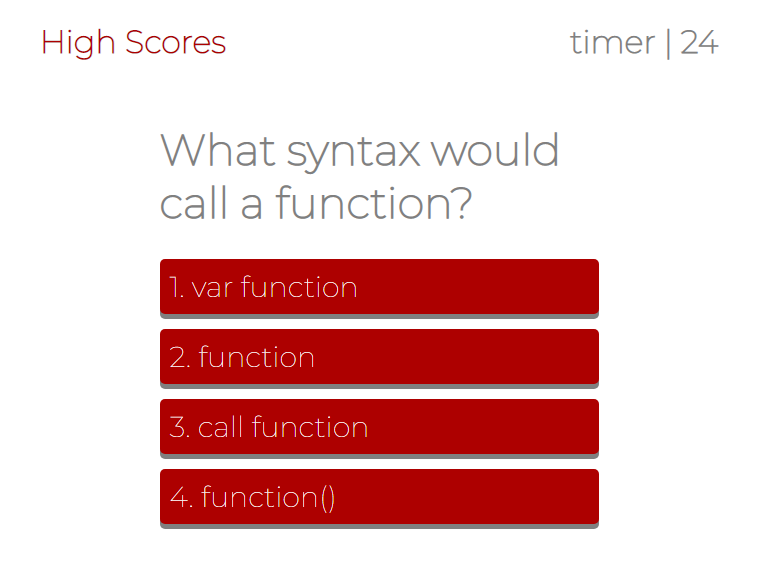 High Scores
timer | 24
What syntax would
call a function?
1. var function
2. function
3. call function
4. function()